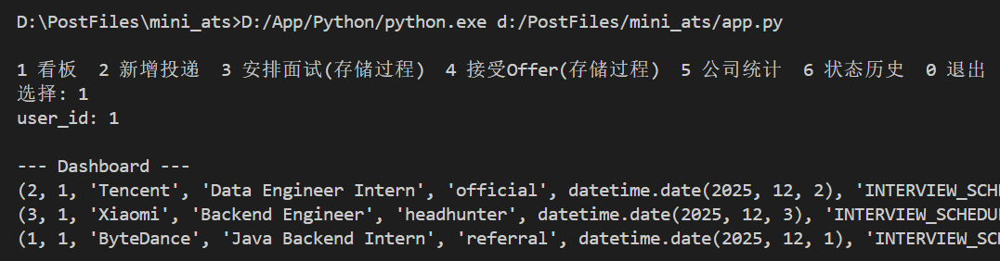 D:\PostFiles\mini_ats>D:/App/Python/python.exe d:/PostFiles/mini_ats/app.py
1 看板 2 新增投递 3 安排面试(存储过程) 4 接受Offer(存储过程) 5 公司统计 6 状态历史 0 退出
选择: 1
user_id: 1
--- Dashboard ---
(2, 1, 'Tencent', 'Data Engineer Intern', 'official', datetime.date(2025, 12, 2), 'INTERVIEW_SCHE
(3, 1, 'Xiaomi', 'Backend Engineer', 'headhunter', datetime.date(2025, 12, 3), 'INTERVIEW_SCHEDU
(1, 1, 'ByteDance', 'Java Backend Intern', 'referral', datetime.date(2025, 12, 1), 'INTERVIEW_SC